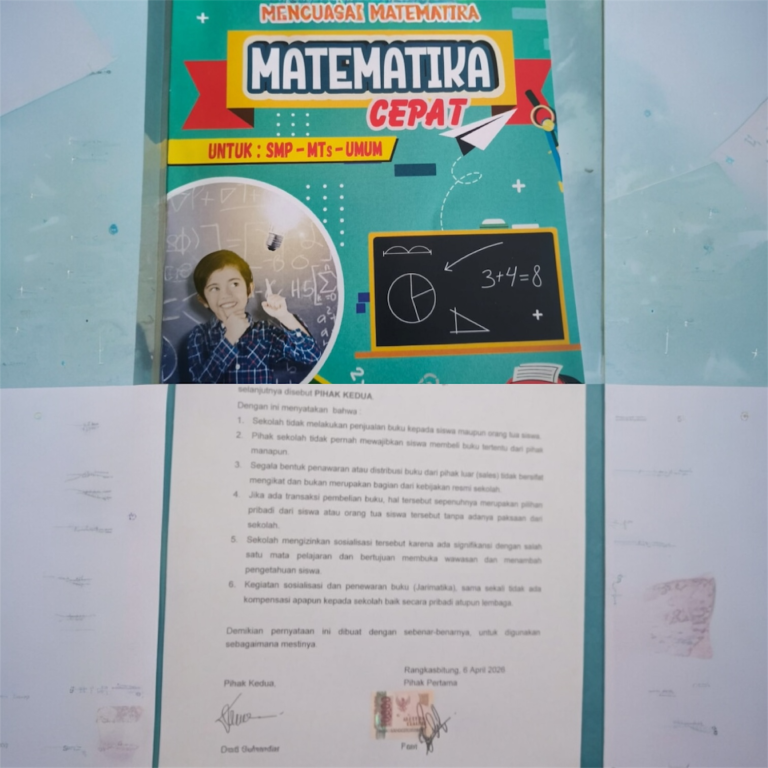 MENGUASAI MATEMATIKA
MATEMATIKA
CEPAT
UNTUK : SMP - MTs - UMUM
3+4=8
selanjutnya disebut PIHAK KEDUA
Dengan ini menyatakan bahwa :
1. Sekolah tidak melakukan penjualan buku kepada siswa maupun orang tua siswa.
2. Pihak sekolah tidak pernah mewajibkan siswa membeli buku tertentu dari pihak
manapun.
3. Segala bentuk penawaran atau distribusi buku dari pihak luar (sales) tidak bersifat
mengikat dan bukan merupakan bagian dari kebijakan resmi sekolah.
4. Jika ada transaksi pembelian buku, hal tersebut sepenuhnya merupakan pilihan
pribadi dari siswa atau orang tua siswa tersebut tanpa adanya paksaan dari
sekolah.
5. Sekolah mengizinkan sosialisasi tersebut karena ada signifikansi dengan salah
satu mata pelajaran dan bertujuan membuka wawasan dan menambah
pengetahuan siswa.
6. Kegiatan sosialisasi dan penewaran buku (Jarimatika), sama sekali tidak ada
kompensasi apapun kepada sekolah baik secara pribadi atupun lembaga.
Demikian pernyataan ini dibuat dengan sebenar-benarnya, untuk digunakan
sebagaimana mestinya.
Rangkasbitung, 6 April 2026
Pihak Kedua, Pihak Pertama